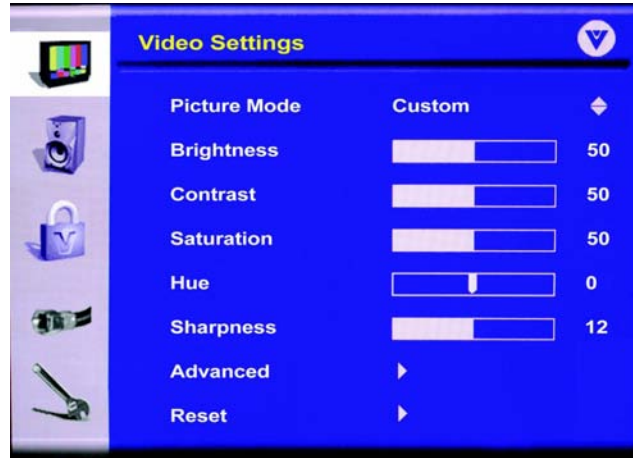 Video Settings
Picture Mode Custom
Brightness 50
Contrast 50
Saturation 50
Hue 0
Sharpness 12
Advanced
Reset